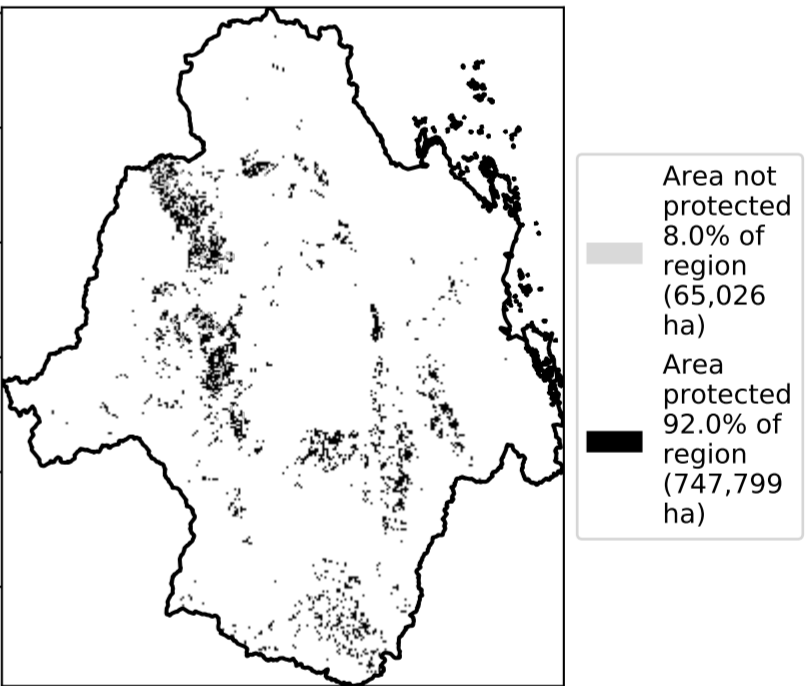 Area not
protected
8.0% of
region
(65,026
ha)
Area
protected
92.0% of
region
(747,799
ha)